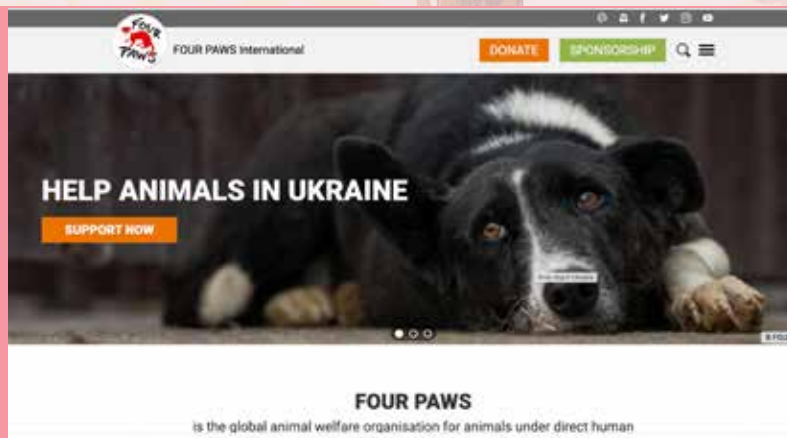 FOUR
PAWS
FOUR PAWS International
DONATE
SPONSORSHIP
HELP ANIMALS IN UKRAINE
SUPPORT NOW
FOUR PAWS
is the global animal welfare organisation for animals under direct human